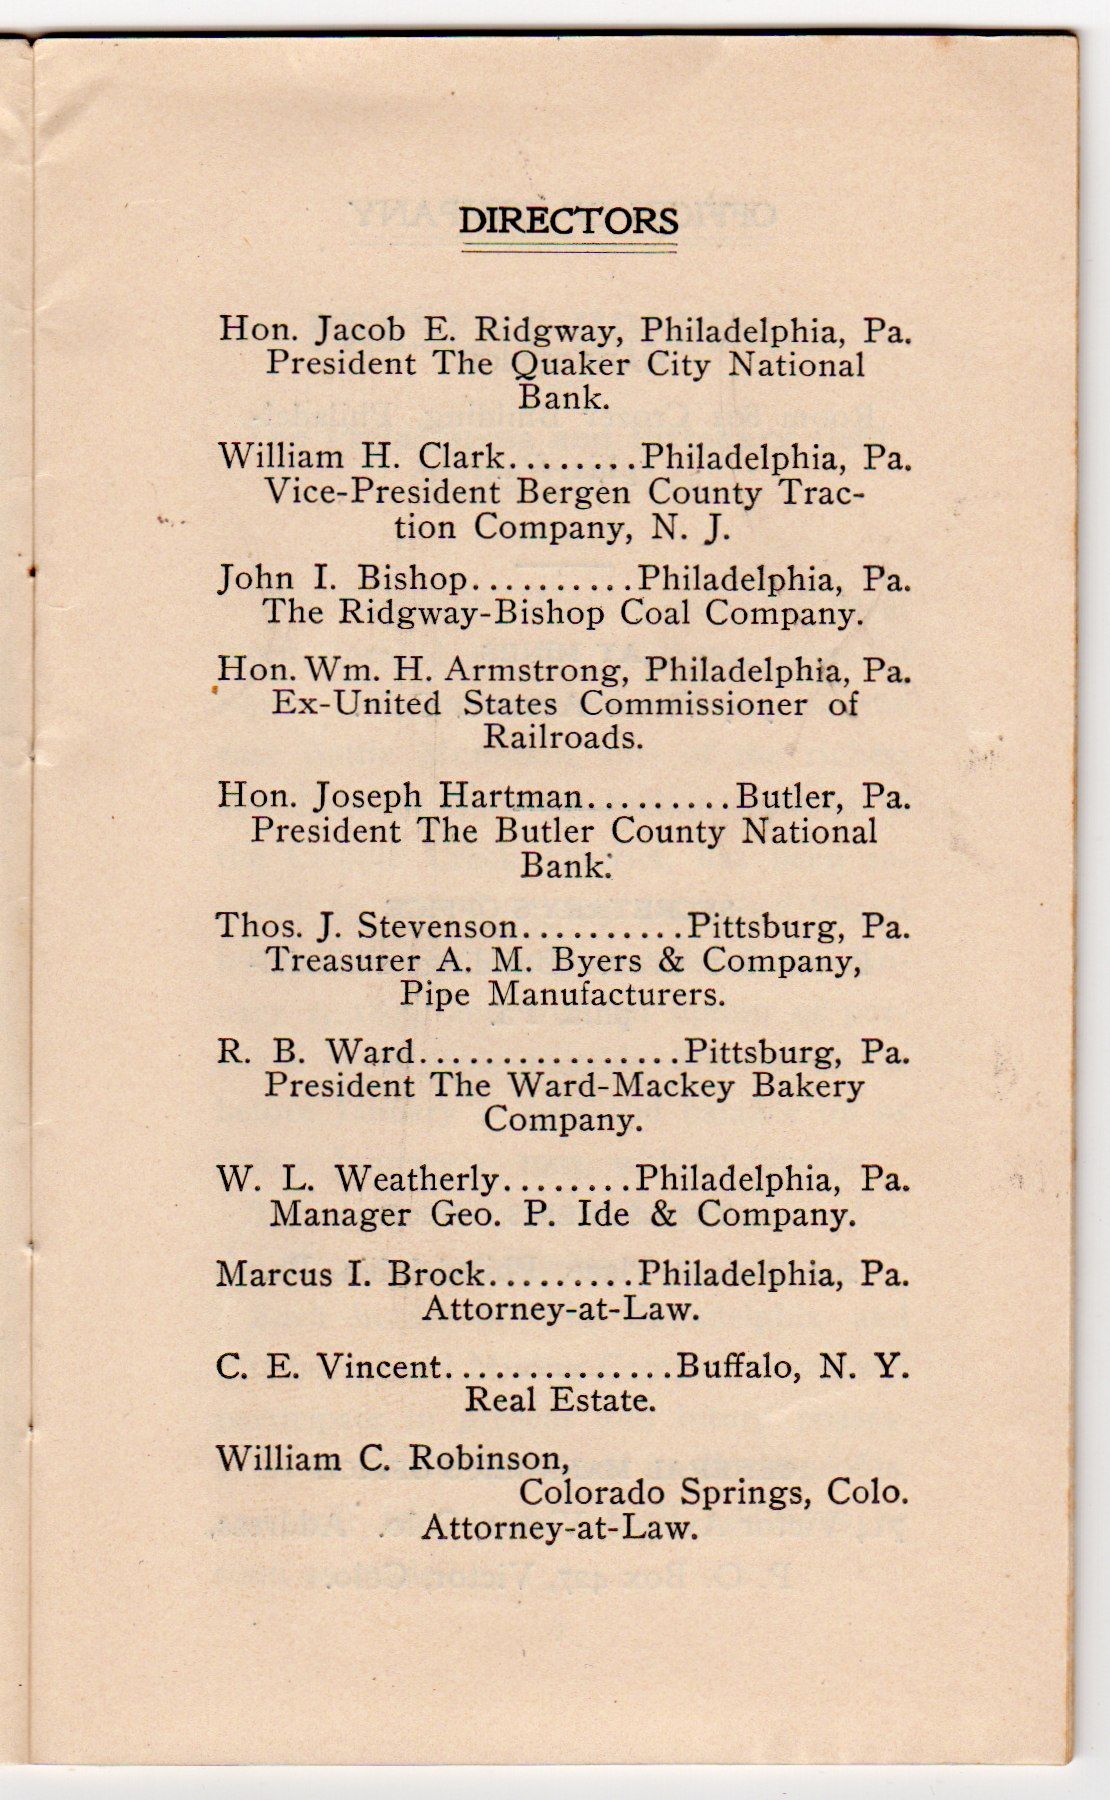 DIRECTORS
Hon. Jacob E. Ridgway, Philadelphia, Pa.
President The Quaker City National
Bank.
William H. Clark........Philadelphia, Pa.
Vice-President Bergen County Trac-
tion Company, N. J.
John I. Bishop..........Philadelphia, Pa.
The Ridgway-Bishop Coal Company.
Hon. Wm. H. Armstrong, Philadelphia, Pa.
Ex-United States Commissioner of
Railroads.
Hon. Joseph Hartman.........Butler, Pa.
President The Butler County National
Bank.
Thos. J. Stevenson..........Pittsburg, Pa.
Treasurer A. M. Byers & Company,
Pipe Manufacturers.
R. B. Ward................Pittsburg, Pa.
President The Ward-Mackey Bakery
Company.
W. L. Weatherly........Philadelphia, Pa.
Manager Geo. P. Ide & Company.
Marcus I. Brock.........Philadelphia, Pa.
Attorney-at-Law.
C. E. Vincent..............Buffalo, N. Y.
Real Estate.
William C. Robinson,
Colorado Springs, Colo.
Attorney-at-Law.